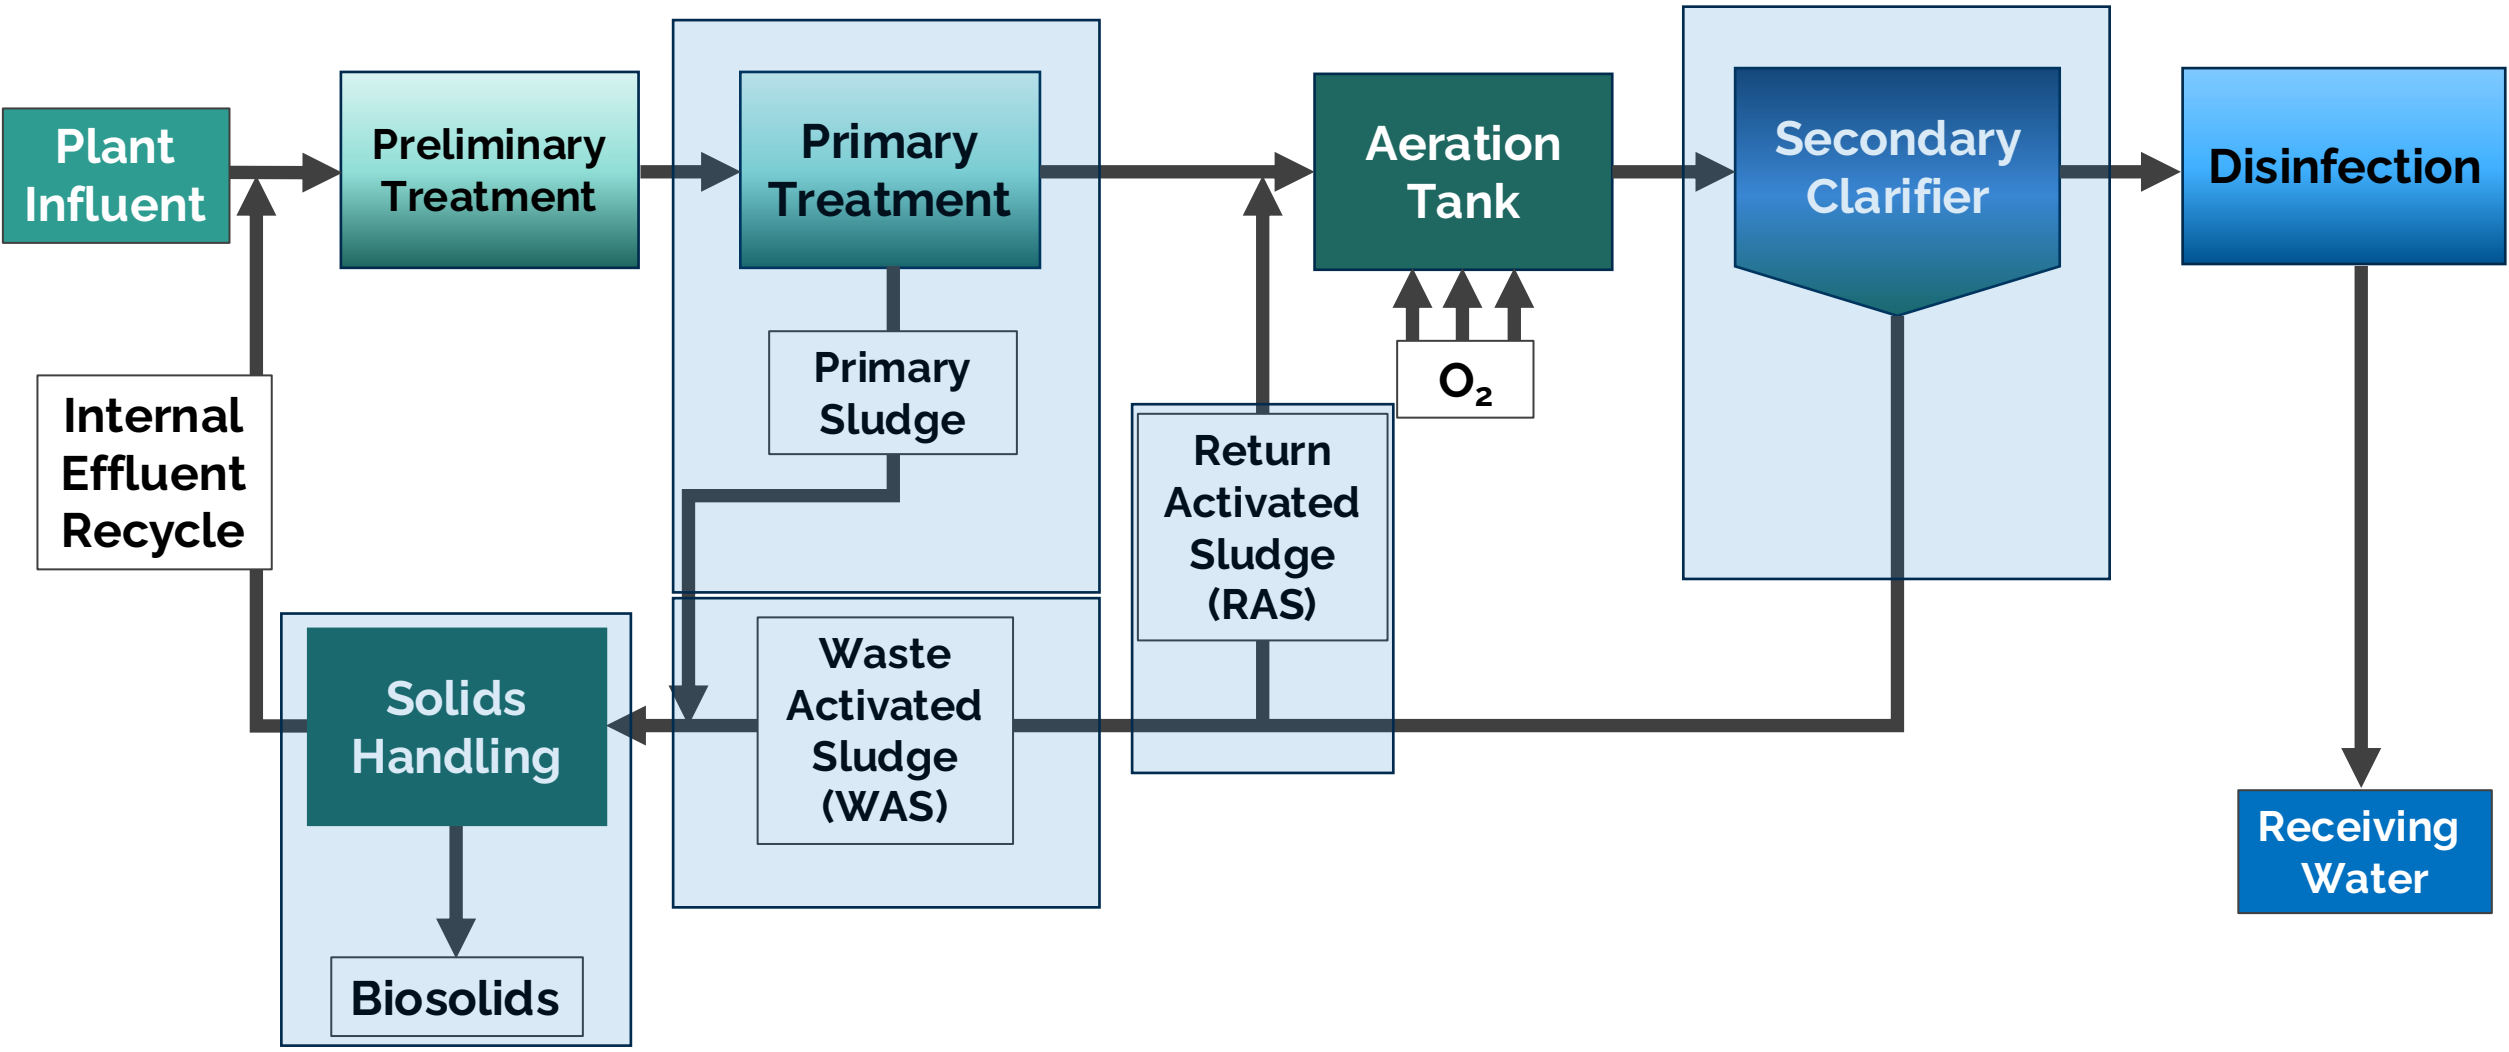 Plant
Influent
Preliminary
Treatment
Primary
Treatment
Aeration
Tank
Secondary
Clarifier
Disinfection
Primary
Sludge
O₂
Internal
Effluent
Recycle
Return
Activated
Sludge
(RAS)
Solids
Handling
Waste
Activated
Sludge
(WAS)
Receiving
Water
Biosolids